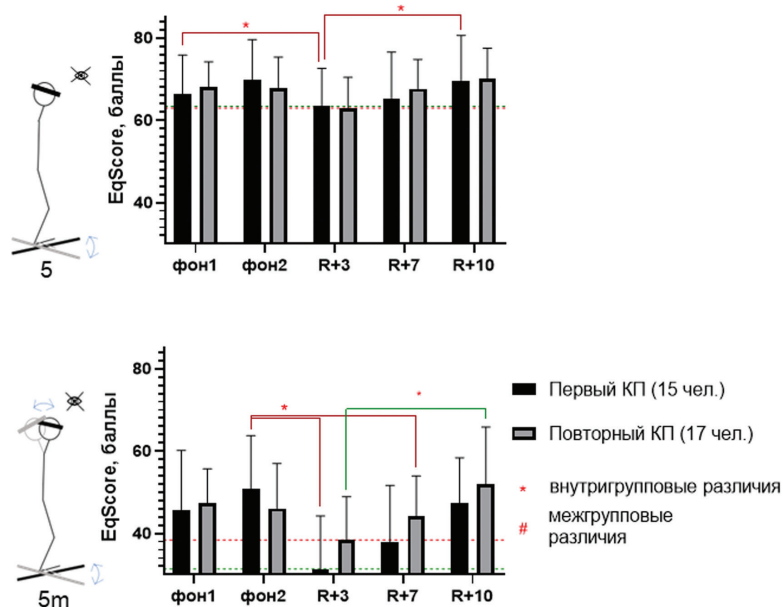 EqScore, баллы
80
60
40
*
*
фон1 фон2 R+3 R+7 R+10
5
EqScore, баллы
80
60
40
*
*
фон1 фон2 R+3 R+7 R+10
5m
Первый КП (15 чел.)
Повторный КП (17 чел.)
* внутригрупповые различия
# межгрупповые
различия